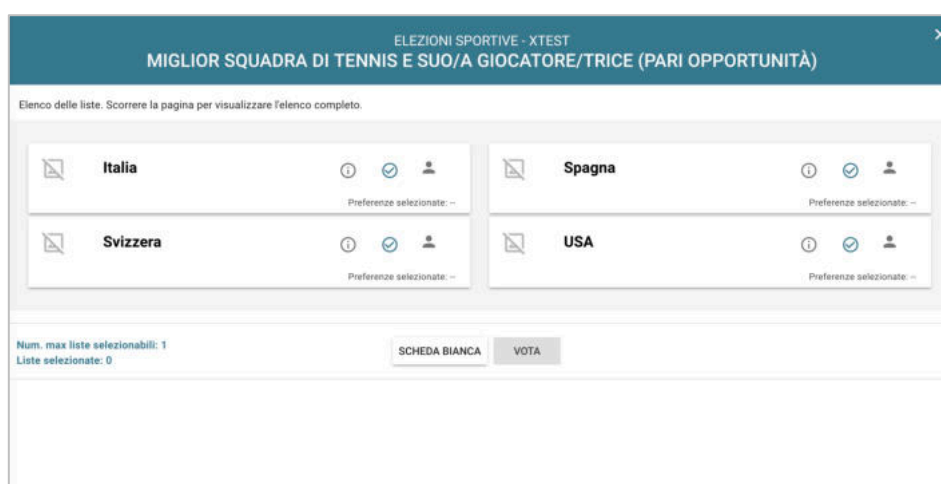 ELEZIONI SPORTIVE - XTEST
MIGLIOR SQUADRA DI TENNIS E SUO/A GIOCATORE/TRICE (PARI OPPORTUNITÀ)
Elenco delle liste. Scorrere la pagina per visualizzare l'elenco completo.
Italia
Preferenze selezionate: --
Spagna
Preferenze selezionate: --
Svizzera
Preferenze selezionate: --
USA
Preferenze selezionate: --
Num. max liste selezionabili: 1
Liste selezionate: 0
SCHEDA BIANCA
VOTA